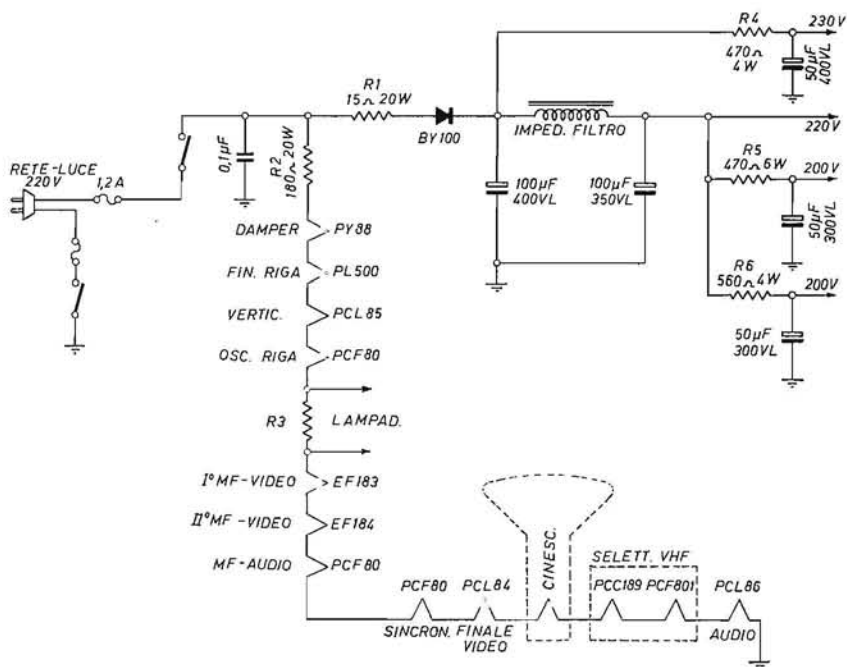 R4
230V
470Ω
4W
50µF
400VL
R1
15Ω 20W
BY100
IMPED. FILTRO
220V
RETE-LUCE
220V
1,2A
0,1µF
R2
180Ω 20W
100µF
400VL
100µF
350VL
R5
470Ω 6W
200V
50µF
300VL
R6
560Ω 4W
200V
50µF
300VL
DAMPER PY88
FIN. RIGA PL500
VERTIC. PCL85
OSC. RIGA PCF80
R3 LAMPAD.
I° MF-VIDEO EF183
II° MF-VIDEO EF184
MF-AUDIO PCF80
CINESC.
SELETT. VHF
PCF80 PCL84 PCC189 PCF801 PCL86
SINCRON. FINALE AUDIO
VIDEO